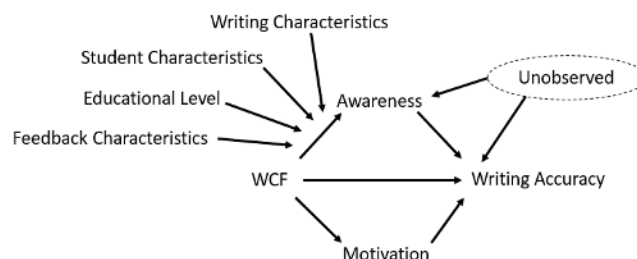 Writing Characteristics
Student Characteristics
Unobserved
Educational Level
Awareness
Feedback Characteristics
WCF
Writing Accuracy
Motivation